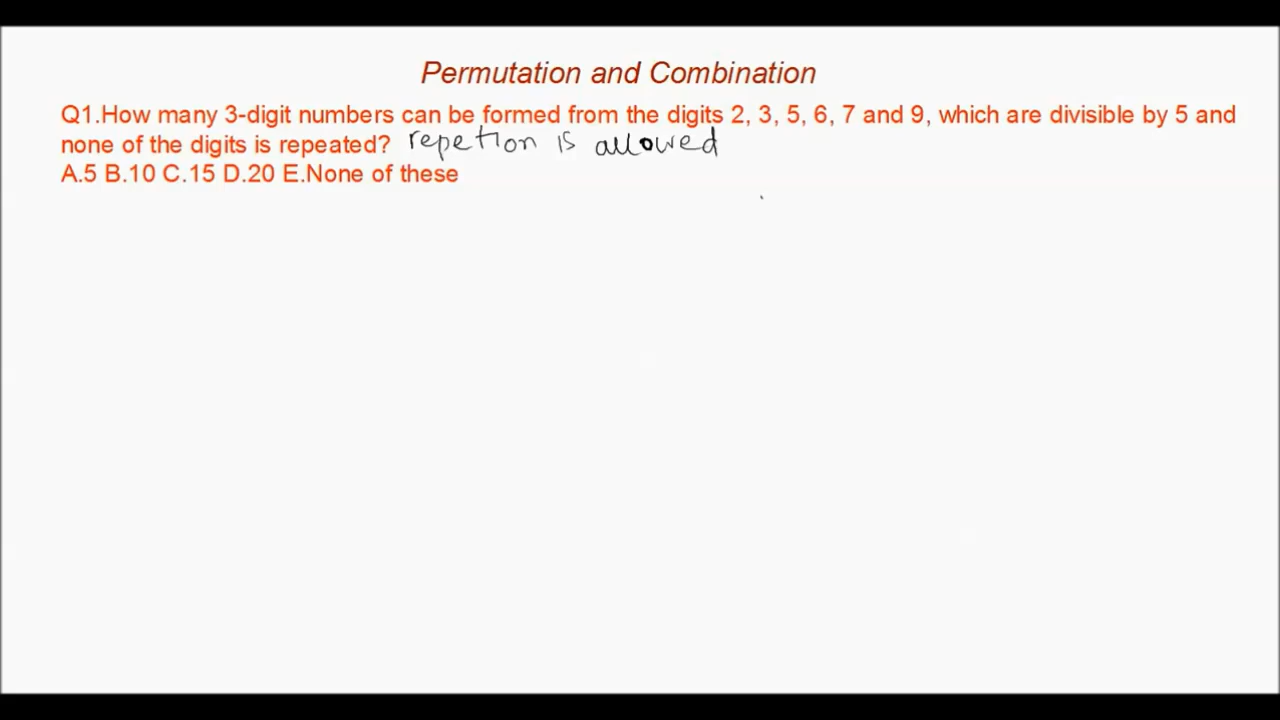 Permutation and Combination
Q1.How many 3-digit numbers can be formed from the digits 2, 3, 5, 6, 7 and 9, which are divisible by 5 and
none of the digits is repeated? repetion is allowed
A.5 B.10 C.15 D.20 E.None of these